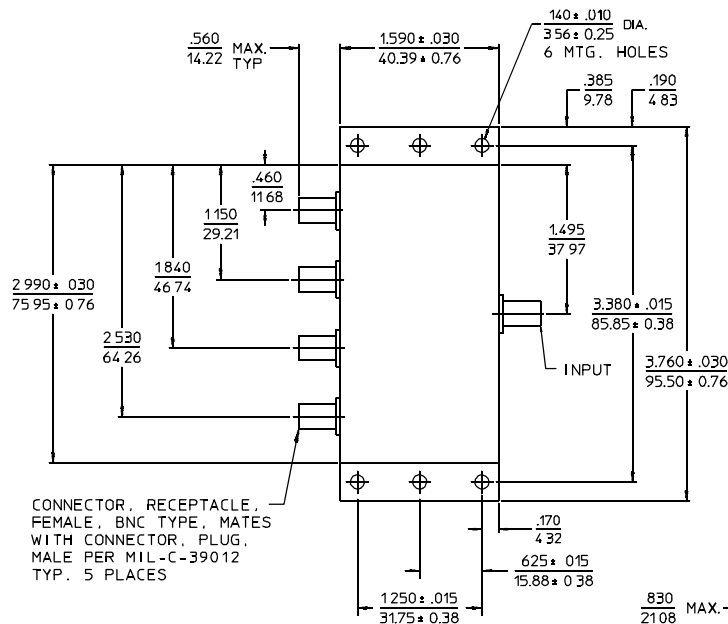 .560
14.22
MAX.
TYP
1.590 ± .030
40.39 ± 0.76
140 ± .010
3 56 ± 0.25
DIA.
6 MTG. HOLES
.385
9.78
.190
4 83
.460
11 68
1 150
29.21
1 840
46 74
2 990 ± 030
75 95 ± 0 76
2 530
64 26
1.495
37 97
3.380 ± .015
85.85 ± 0.38
3.760 ± .030
95.50 ± 0.76
INPUT
CONNECTOR, RECEPTACLE,
FEMALE, BNC TYPE, MATES
WITH CONNECTOR, PLUG,
MALE PER MIL-C-39012
TYP. 5 PLACES
.170
4 32
625 ± 015
15.88 ± 0 38
1 250 ± .015
31.75 ± 0.38
830
21 08
MAX.